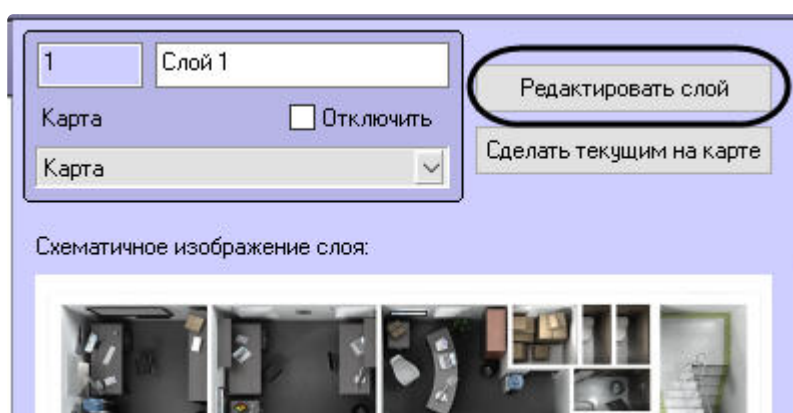 1
Слой 1
Редактировать слой
Карта
Отключить
Сделать текущим на карте
Карта
Схематичное изображение слоя: